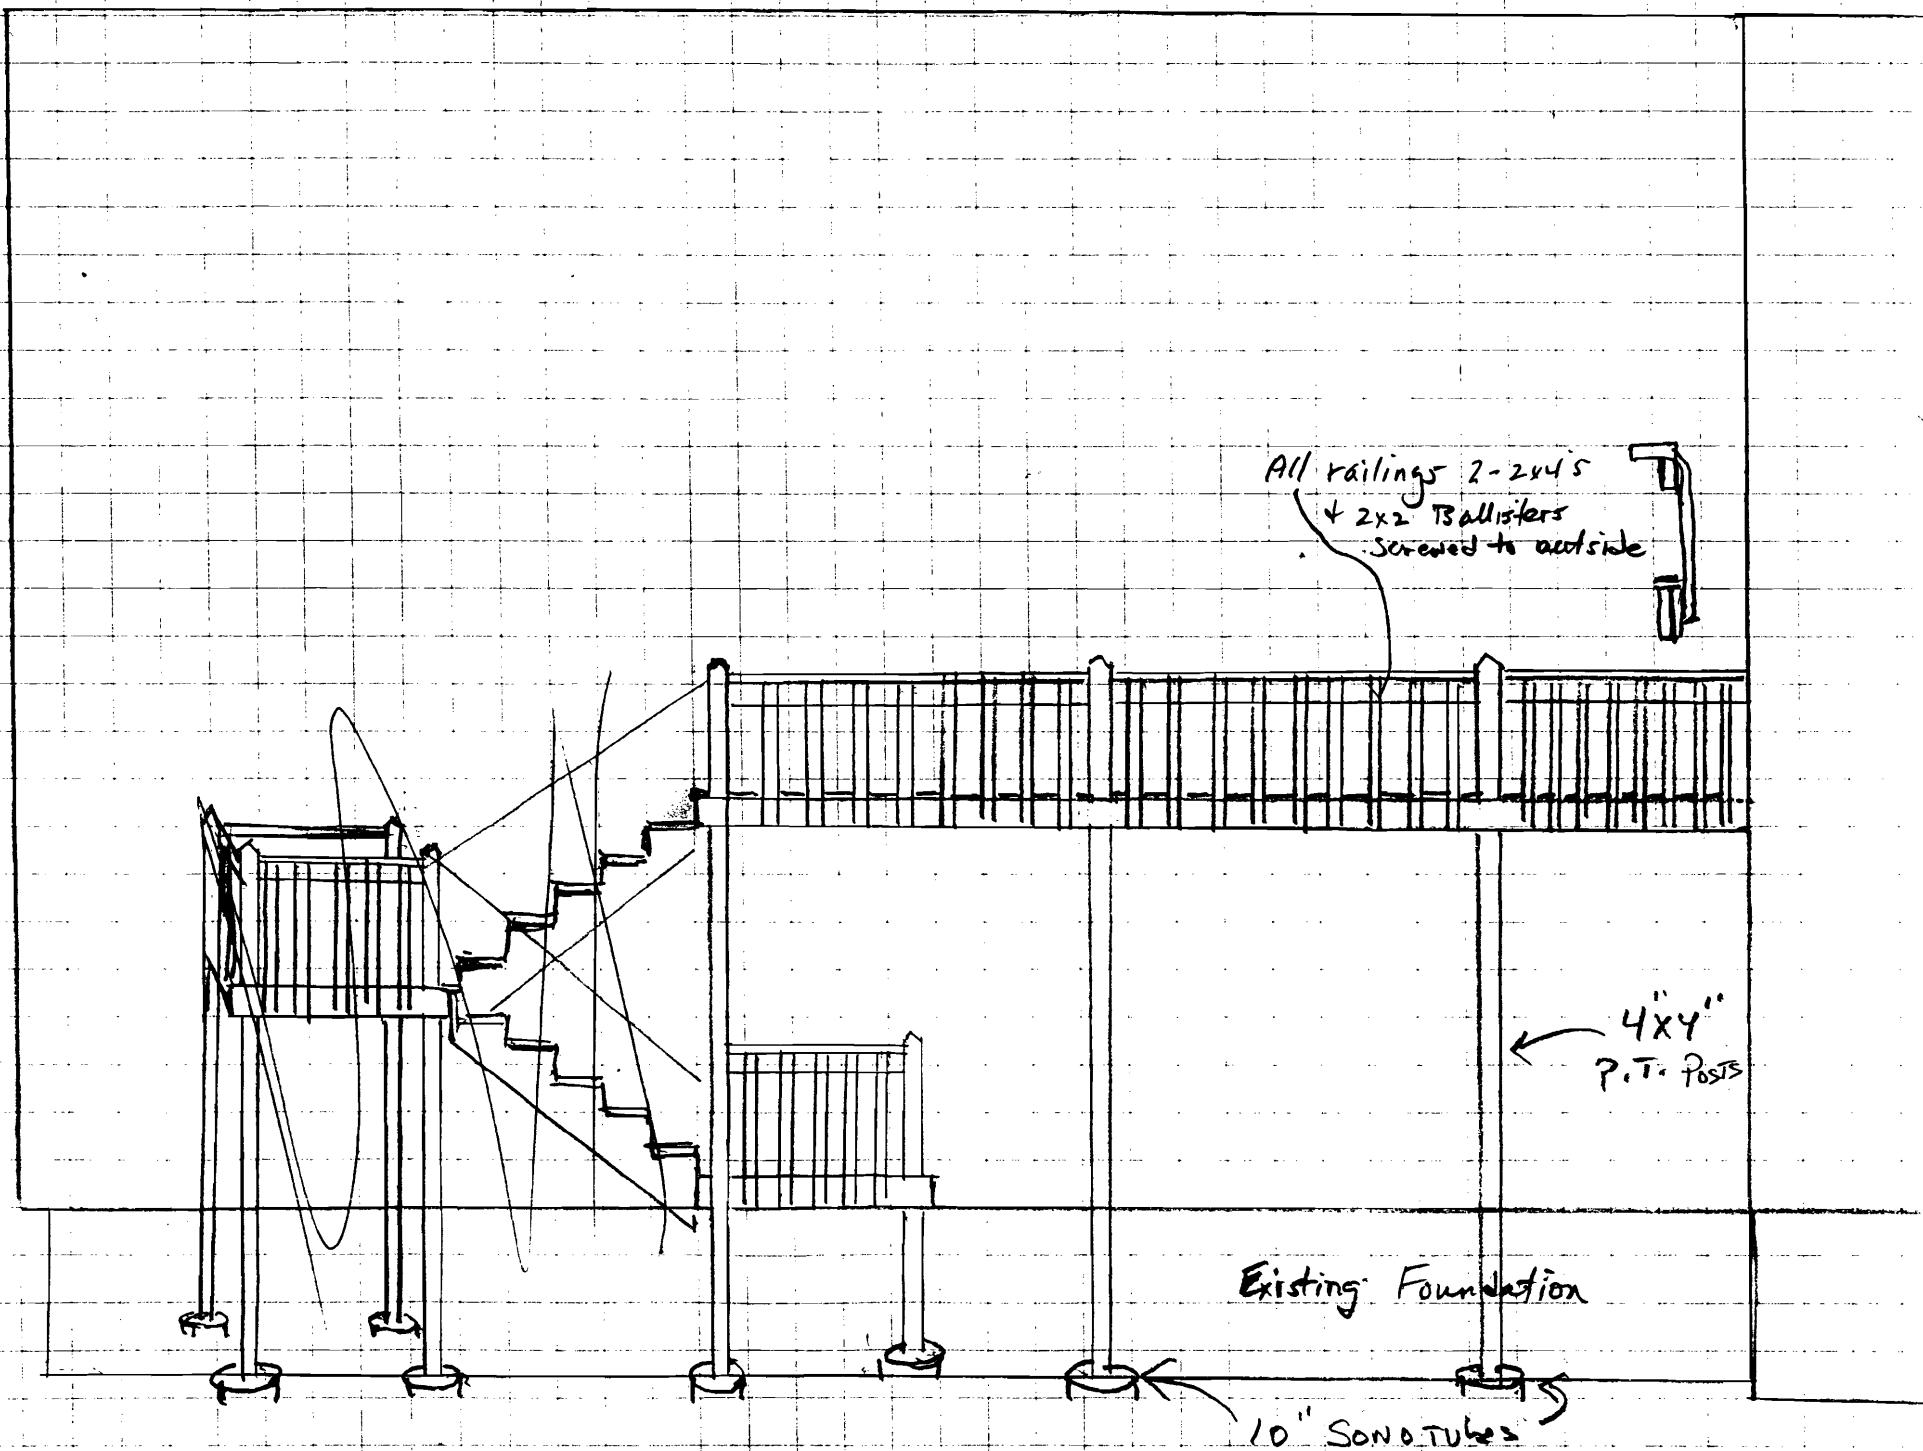 All railings 2-2x4's
+ 2x2 Ballisters
screwed to outside
4"x4"
P.T. Posts
Existing Foundation
10" SONOTUbes